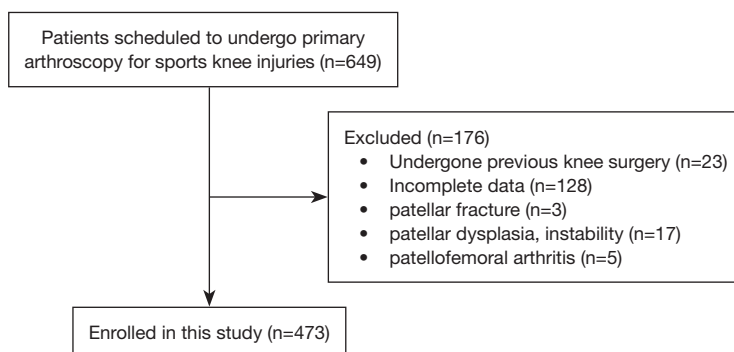 Patients scheduled to undergo primary
arthroscopy for sports knee injuries (n=649)
Excluded (n=176)
• Undergone previous knee surgery (n=23)
• Incomplete data (n=128)
• patellar fracture (n=3)
• patellar dysplasia, instability (n=17)
• patellofemoral arthritis (n=5)
Enrolled in this study (n=473)